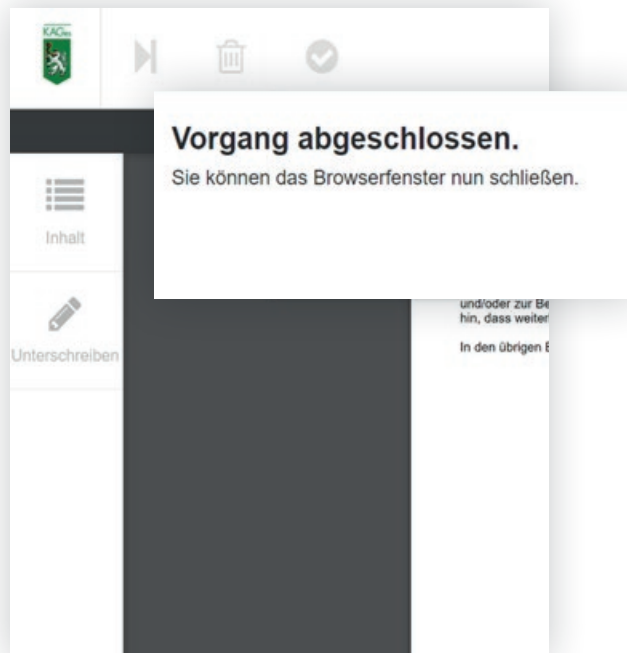 KAGes
Vorgang abgeschlossen.
Sie können das Browserfenster nun schließen.
Inhalt
Unterschreiben
und/oder zur Be
hin, dass weiter
In den übrigen